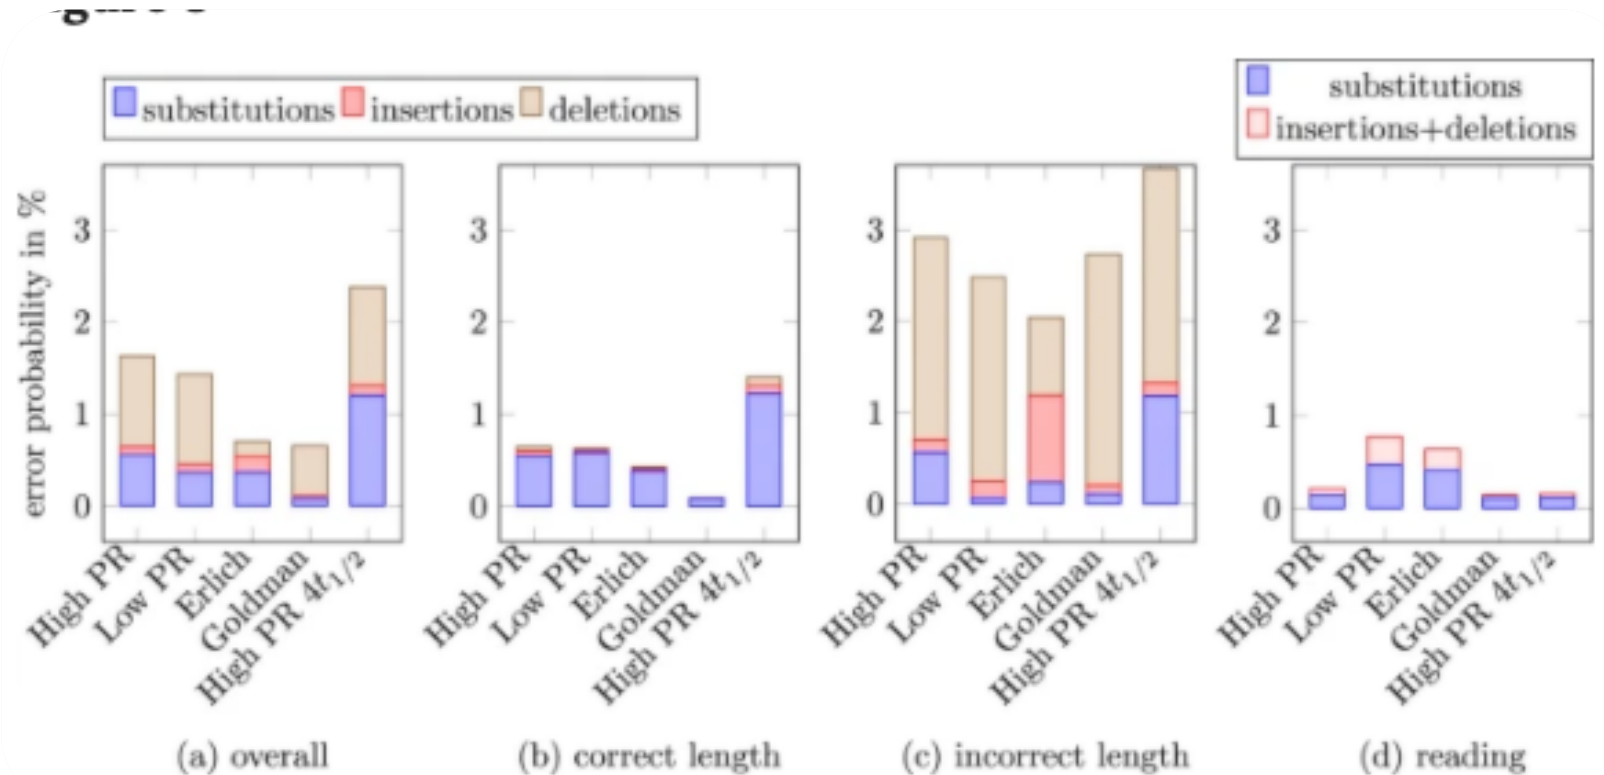 substitutions insertions deletions
substitutions
insertions+deletions
error probability in %
3
2
1
0
High PR
Low PR
Erlich
Goldman
High PR 4t1/2
(a) overall
3
2
1
0
High PR
Low PR
Erlich
Goldman
High PR 4t1/2
(b) correct length
3
2
1
0
High PR
Low PR
Erlich
Goldman
High PR 4t1/2
(c) incorrect length
3
2
1
0
High PR
Low PR
Erlich
Goldman
High PR 4t1/2
(d) reading